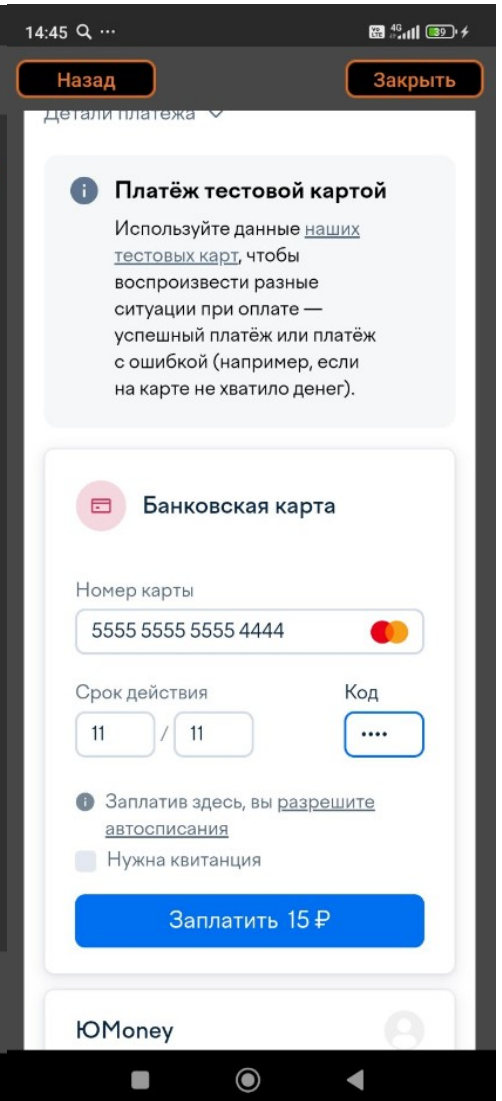 14:45
4G
39
Назад
Закрыть
Детали платежа
Платёж тестовой картой
Используйте данные наших
тестовых карт, чтобы
воспроизвести разные
ситуации при оплате —
успешный платёж или платёж
с ошибкой (например, если
на карте не хватило денег).
Банковская карта
Номер карты
5555 5555 5555 4444
Срок действия
Код
11 / 11
••••
Заплатив здесь, вы разрешите
автосписания
Нужна квитанция
Заплатить 15 ₽
ЮMoney